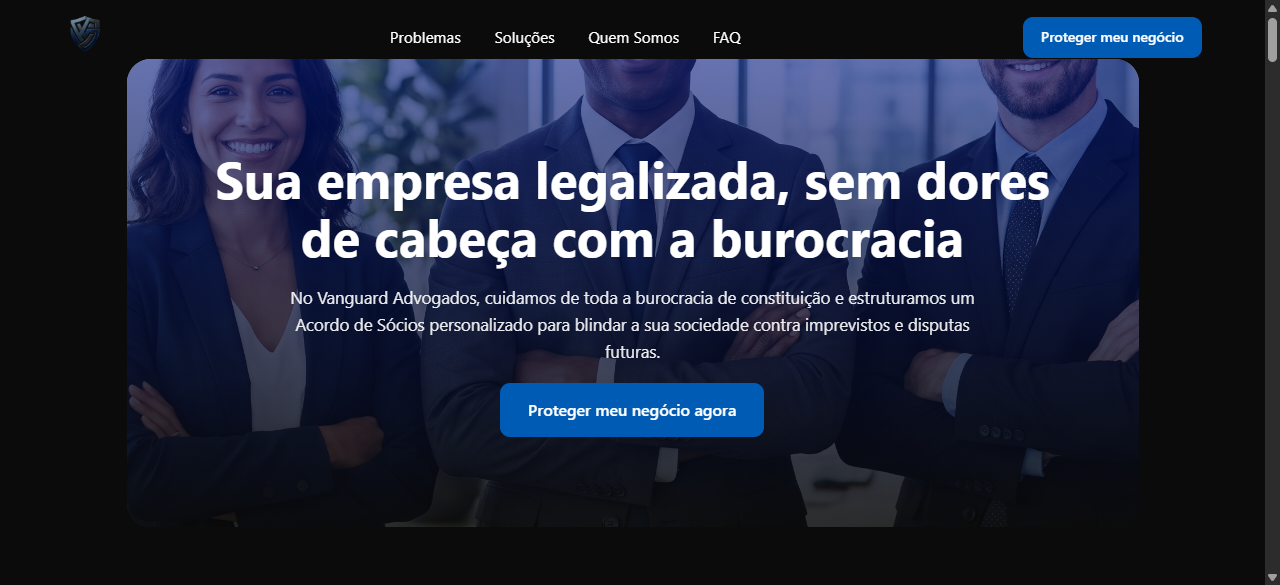 Problemas
Soluções
Quem Somos
FAQ
Proteger meu negócio
Sua empresa legalizada, sem dores
de cabeça com a burocracia
No Vanguard Advogados, cuidamos de toda a burocracia de constituição e estruturamos um
Acordo de Sócios personalizado para blindar a sua sociedade contra imprevistos e disputas
futuras.
Proteger meu negócio agora